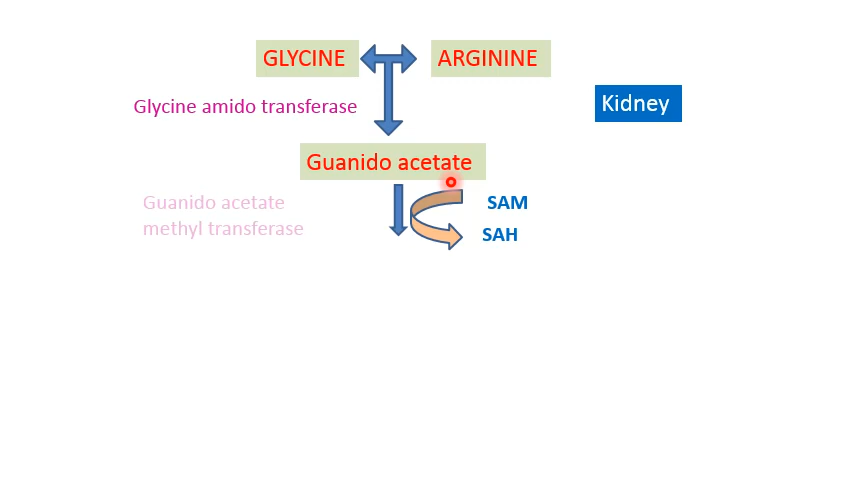 GLYCINE
ARGININE
Glycine amido transferase
Kidney
Guanido acetate
Guanido acetate
methyl transferase
SAM
SAH